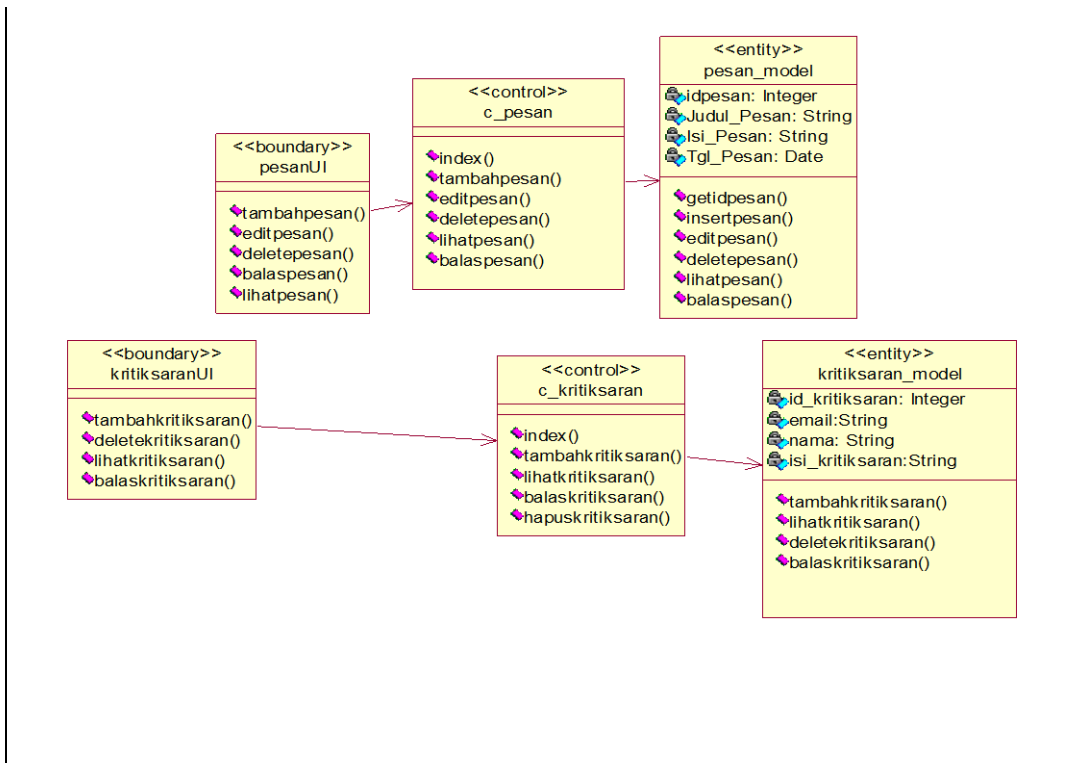 <<boundary>>
pesanUI
tambahpesan()
editpesan()
deletepesan()
balaspesan()
lihatpesan()
<<control>>
c_pesan
index()
tambahpesan()
editpesan()
deletepesan()
lihatpesan()
balaspesan()
<<entity>>
pesan_model
idpesan: Integer
Judul_Pesan: String
Isi_Pesan: String
Tgl_Pesan: Date
getidpesan()
insertpesan()
editpesan()
deletepesan()
lihatpesan()
balaspesan()
<<boundary>>
kritiksaranUI
tambahkritiksaran()
deletekritiksaran()
lihatkritiksaran()
balaskritiksaran()
<<control>>
c_kritiksaran
index()
tambahkritiksaran()
lihatkritiksaran()
balaskritiksaran()
hapuskritiksaran()
<<entity>>
kritiksaran_model
id_kritiksaran: Integer
email:String
nama: String
isi_kritiksaran:String
tambahkritiksaran()
lihatkritiksaran()
deletekritiksaran()
balaskritiksaran()